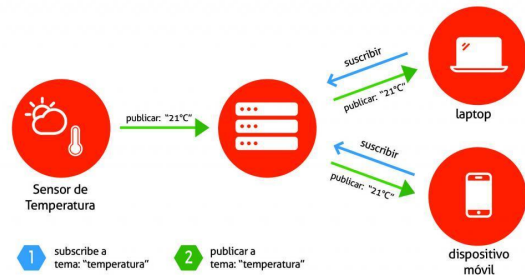 suscribir
publicar: "21°C"
laptop
publicar: "21°C"
suscribir
publicar: "21°C"
Sensor de
Temperatura
dispositivo
móvil
1 subscribe a
tema: "temperatura"
2 publicar a
tema: "temperatura"